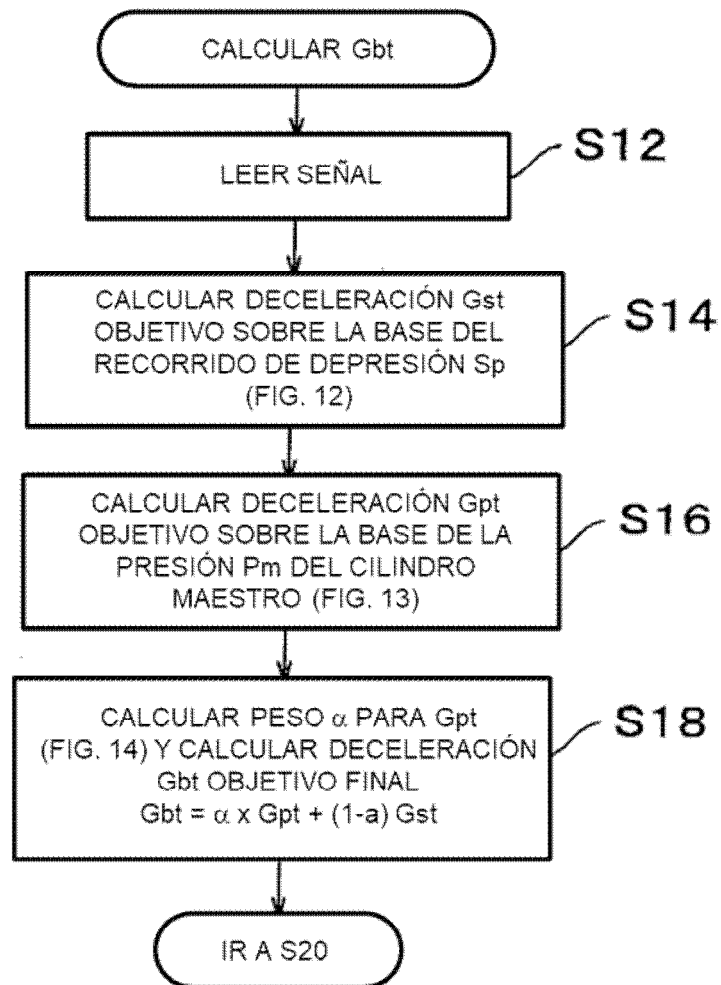 CALCULAR Gbt
LEER SEÑAL
S12
CALCULAR DECELERACIÓN Gst
OBJETIVO SOBRE LA BASE DEL
RECORRIDO DE DEPRESIÓN Sp
(FIG. 12)
S14
CALCULAR DECELERACIÓN Gpt
OBJETIVO SOBRE LA BASE DE LA
PRESIÓN Pm DEL CILINDRO
MAESTRO (FIG. 13)
S16
CALCULAR PESO α PARA Gpt
(FIG. 14) Y CALCULAR DECELERACIÓN
Gbt OBJETIVO FINAL
Gbt = α x Gpt + (1-a) Gst
S18
IR A S20